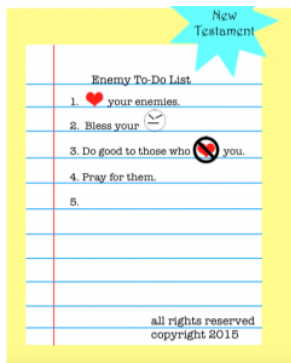 New
Testament
Enemy To-Do List
1. your enemies.
2. Bless your
3. Do good to those who you.
4. Pray for them.
5.
all rights reserved
copyright 2015